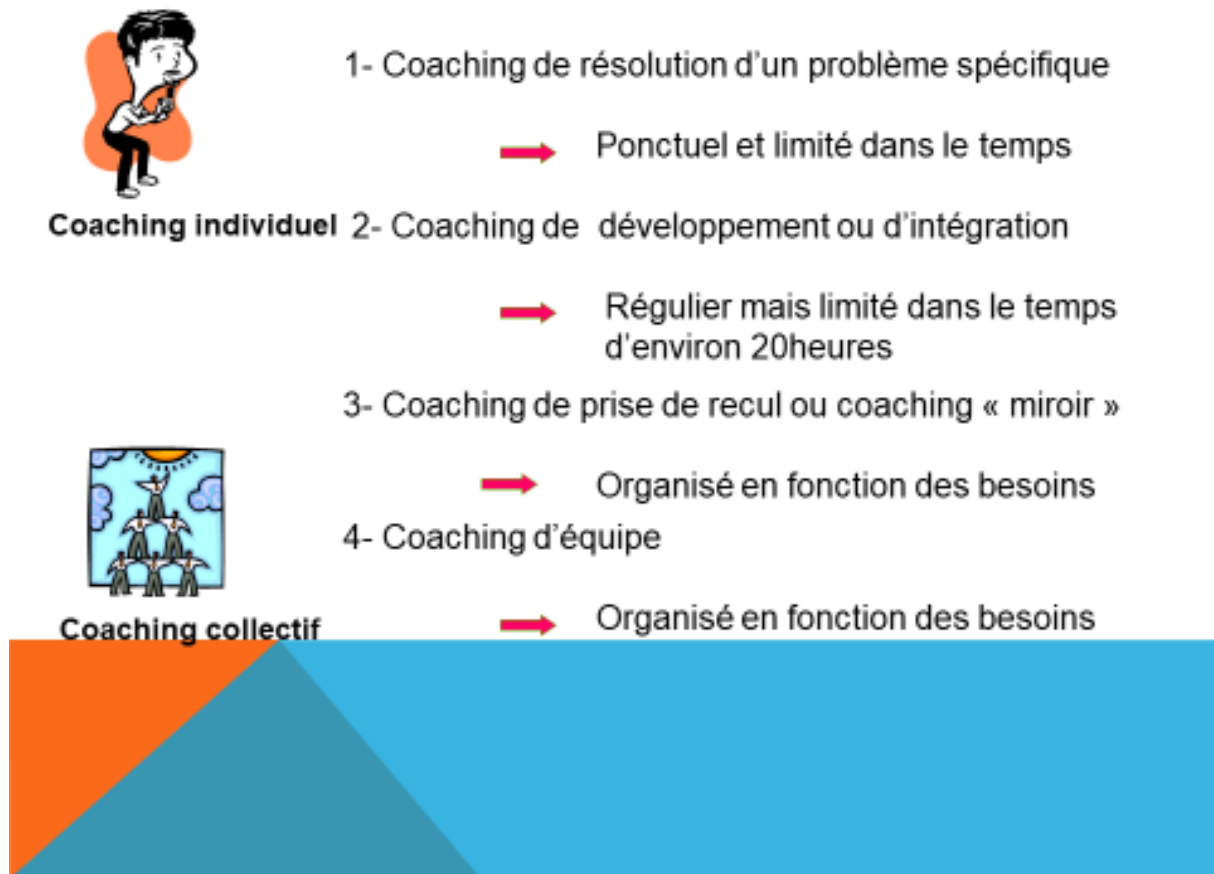 1- Coaching de résolution d’un problème spécifique
Ponctuel et limité dans le temps
Coaching individuel
2- Coaching de développement ou d’intégration
Régulier mais limité dans le temps
d’environ 20heures
3- Coaching de prise de recul ou coaching « miroir »
Organisé en fonction des besoins
4- Coaching d’équipe
Organisé en fonction des besoins
Coaching collectif